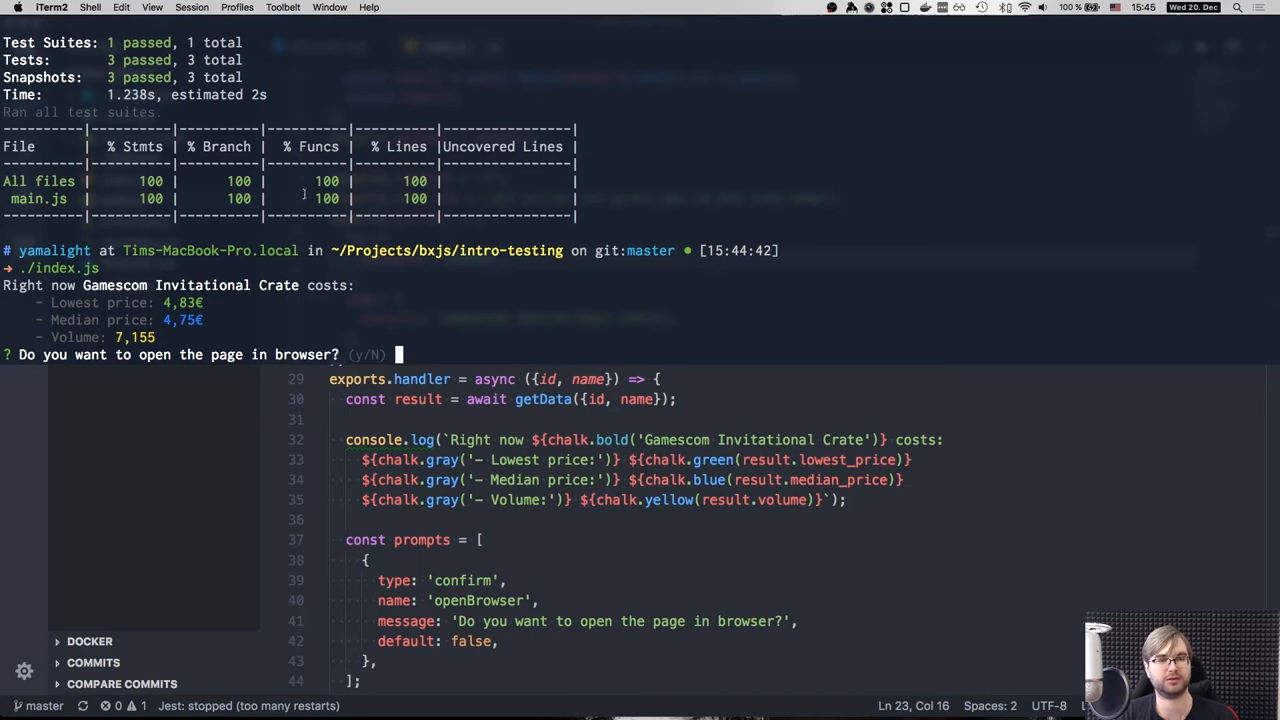 iTerm2 Shell Edit View Session Profiles Toolbelt Window Help 100 % 15:45 Wed 20. Dec
Test Suites: 1 passed, 1 total
Tests: 3 passed, 3 total
Snapshots: 3 passed, 3 total
Time: 1.238s, estimated 2s
Ran all test suites.
----------|----------|----------|----------|----------|----------------|
File | % Stmts | % Branch | % Funcs | % Lines |Uncovered Lines |
----------|----------|----------|----------|----------|----------------|
All files | 100 | 100 | 100 | 100 | |
main.js | 100 | 100 | 100 | 100 | |
----------|----------|----------|----------|----------|----------------|
# yamalight at Tims-MacBook-Pro.local in ~/Projects/bxjs/intro-testing on git:master ● [15:44:42]
➜ ./index.js
Right now Gamescom Invitational Crate costs:
- Lowest price: 4,83€
- Median price: 4,75€
- Volume: 7,155
? Do you want to open the page in browser? (y/N)
29 exports.handler = async ({id, name}) => {
30 const result = await getData({id, name});
31
32 console.log(`Right now ${chalk.bold('Gamescom Invitational Crate')} costs:
33 ${chalk.gray('- Lowest price:')} ${chalk.green(result.lowest_price)}
34 ${chalk.gray('- Median price:')} ${chalk.blue(result.median_price)}
35 ${chalk.gray('- Volume:')} ${chalk.yellow(result.volume)}`);
36
37 const prompts = [
38 {
39 type: 'confirm',
40 name: 'openBrowser',
41 message: 'Do you want to open the page in browser?',
42 default: false,
43 },
44 ];
DOCKER
COMMITS
COMPARE COMMITS
master 0 1 Jest: stopped (too many restarts) Ln 23, Col 16 Spaces: 2 UTF-8